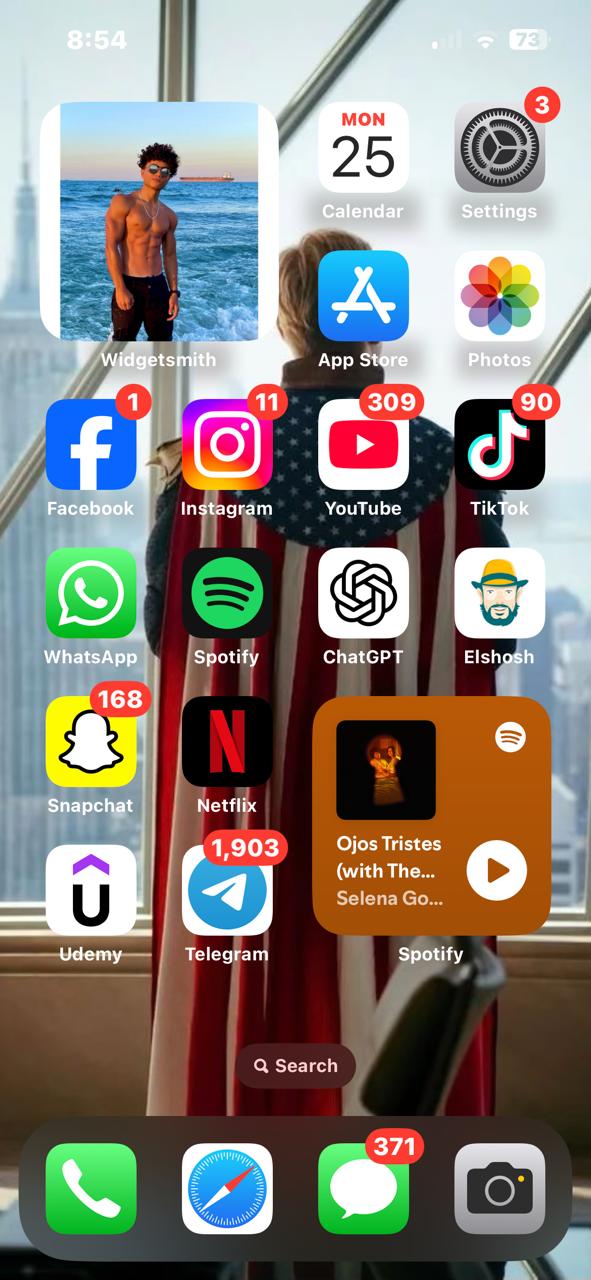 8:54
73
MON
25
Calendar
3
Settings
Widgetsmith
App Store
Photos
1
Facebook
11
Instagram
309
YouTube
90
TikTok
WhatsApp
Spotify
ChatGPT
Elshosh
168
Snapchat
Netflix
Ojos Tristes
(with The...
Selena Go...
Udemy
1,903
Telegram
Spotify
Search
371